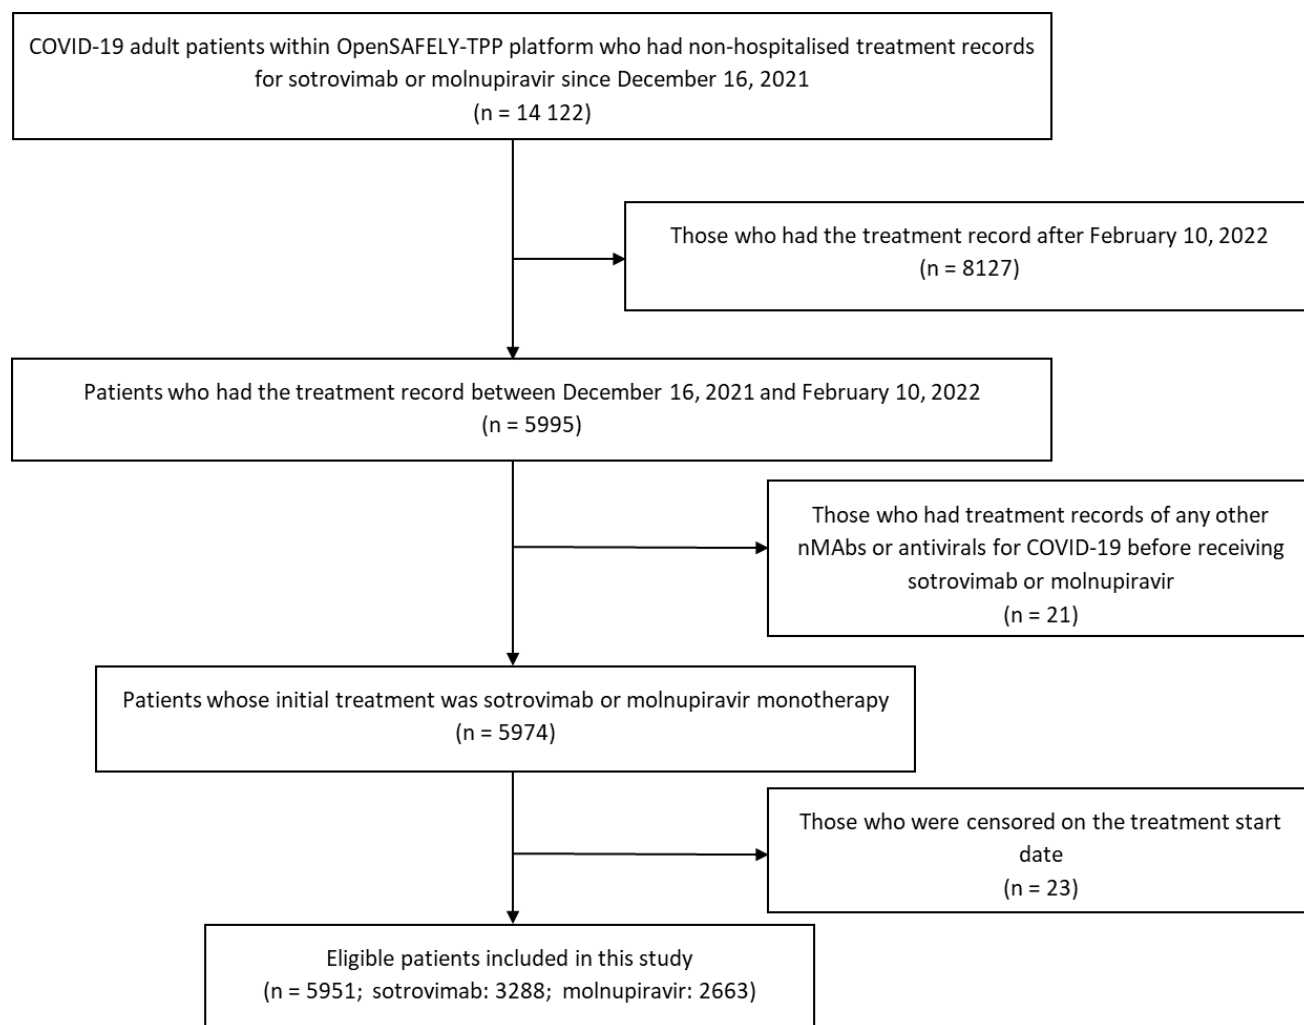 COVID-19 adult patients within OpenSAFELY-TPP platform who had non-hospitalised treatment records
for sotrovimab or molnupiravir since December 16, 2021
(n = 14 122)
Those who had the treatment record after February 10, 2022
(n = 8127)
Patients who had the treatment record between December 16, 2021 and February 10, 2022
(n = 5995)
Those who had treatment records of any other
nMAbs or antivirals for COVID-19 before receiving
sotrovimab or molnupiravir
(n = 21)
Patients whose initial treatment was sotrovimab or molnupiravir monotherapy
(n = 5974)
Those who were censored on the treatment start
date
(n = 23)
Eligible patients included in this study
(n = 5951; sotrovimab: 3288; molnupiravir: 2663)